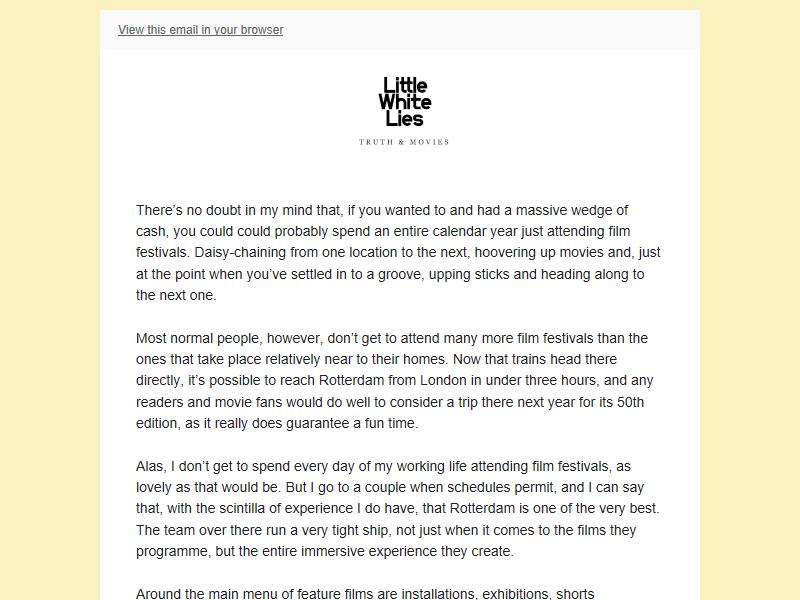 View this email in your browser
Little
White
Lies
TRUTH & MOVIES
There’s no doubt in my mind that, if you wanted to and had a massive wedge of
cash, you could could probably spend an entire calendar year just attending film
festivals. Daisy-chaining from one location to the next, hoovering up movies and, just
at the point when you’ve settled in to a groove, upping sticks and heading along to
the next one.
Most normal people, however, don’t get to attend many more film festivals than the
ones that take place relatively near to their homes. Now that trains head there
directly, it’s possible to reach Rotterdam from London in under three hours, and any
readers and movie fans would do well to consider a trip there next year for its 50th
edition, as it really does guarantee a fun time.
Alas, I don’t get to spend every day of my working life attending film festivals, as
lovely as that would be. But I go to a couple when schedules permit, and I can say
that, with the scintilla of experience I do have, that Rotterdam is one of the very best.
The team over there run a very tight ship, not just when it comes to the films they
programme, but the entire immersive experience they create.
Around the main menu of feature films are installations, exhibitions, shorts